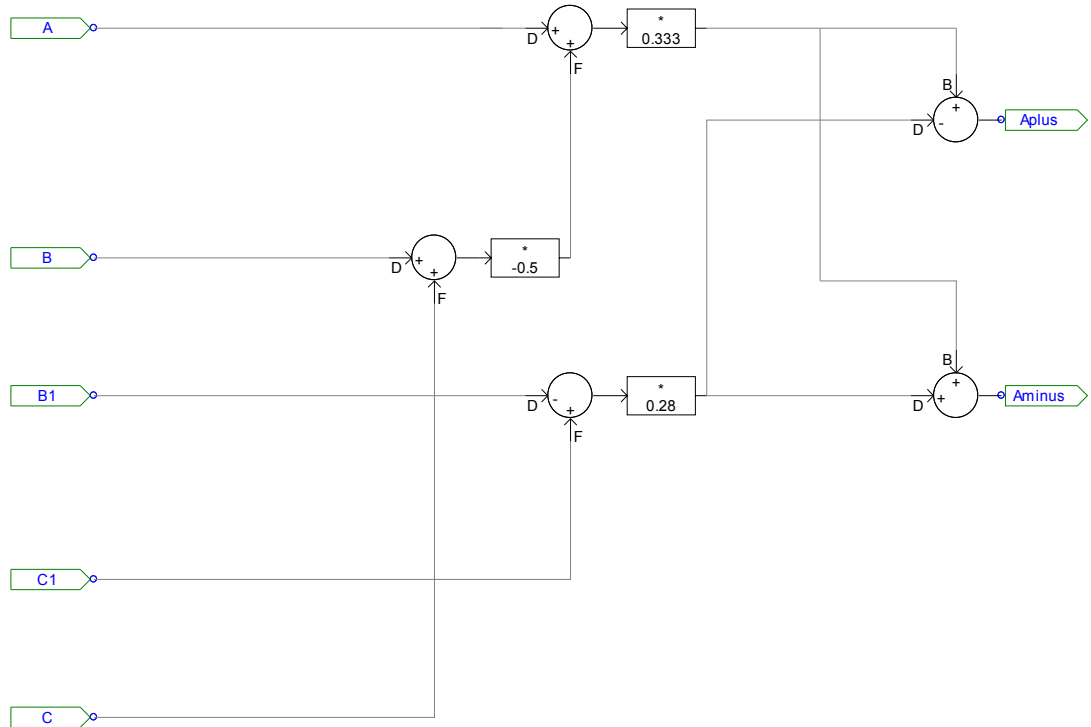 A
D
+
+
F
*
0.333
B
+
D
-
Aplus
B
D
+
+
F
*
-0.5
B1
D
-
+
F
*
0.28
B
+
D
+
Aminus
C1
C